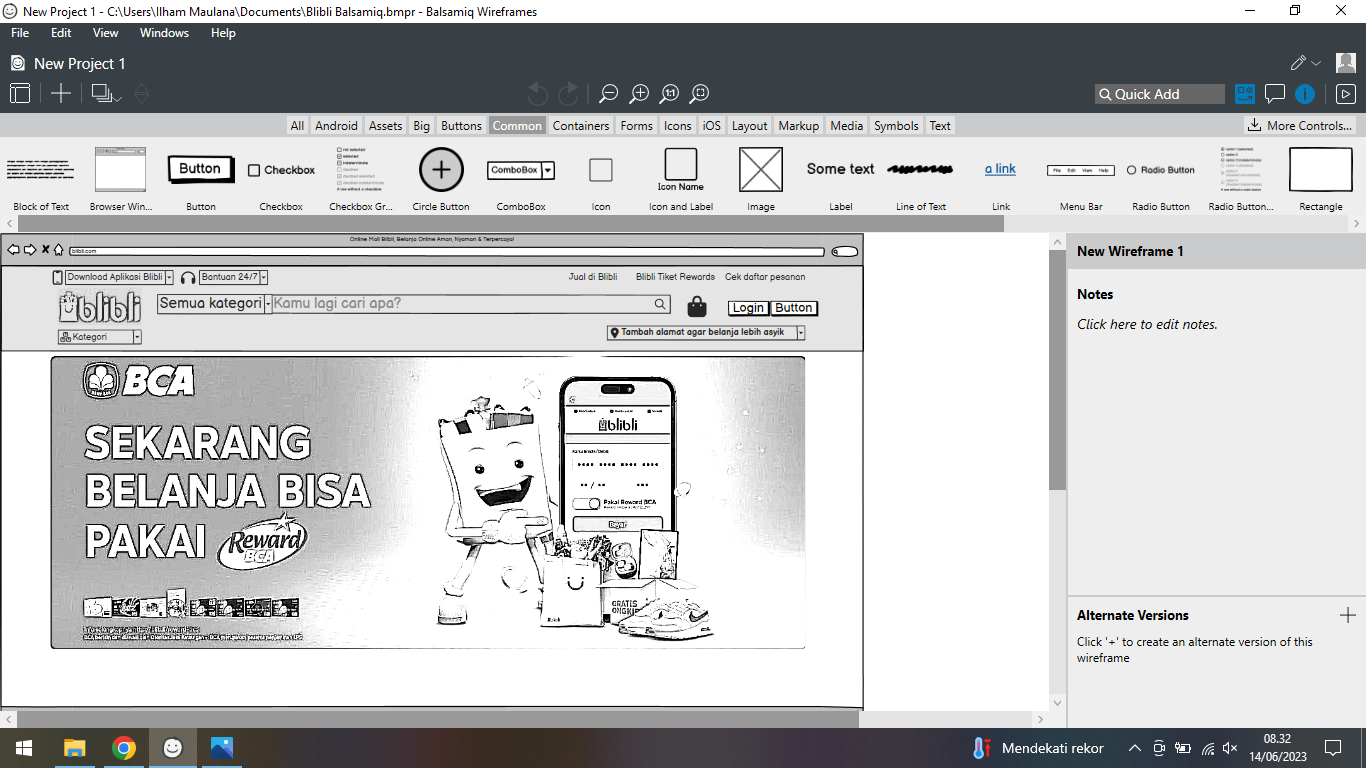 New Project 1 - C:\Users\Ilham Maulana\Documents\Blibli Balsamiq.bmpr - Balsamiq Wireframes
File Edit View Windows Help
New Project 1
Quick Add
All Android Assets Big Buttons Common Containers Forms Icons iOS Layout Markup Media Symbols Text
More Controls...
Button Checkbox ComboBox Icon Name Some text a link File Edit View Help Radio Button
Block of Text Browser Win... Button Checkbox Checkbox Gr... Circle Button ComboBox Icon Icon and Label Image Label Line of Text Link Menu Bar Radio Button Radio Button... Rectangle
Online Mall Blibli, Belanja Online Aman, Nyaman & Terpercaya!
blibli.com
Download Aplikasi Blibli Bantuan 24/7 Jual di Blibli Blibli Tiket Rewards Cek daftar pesanan
blibli Semua kategori Kamu lagi cari apa? Login Button
Kategori Tambah alamat agar belanja lebih asyik
BCA
SEKARANG
BELANJA BISA
PAKAI Reward
BCA
blibli
Pakai Reward BCA
Bayar
GRATIS
ONGKIR
New Wireframe 1
Notes
Click here to edit notes.
Alternate Versions
Click '+' to create an alternate version of this
wireframe
Mendekati rekor
08.32
14/06/2023